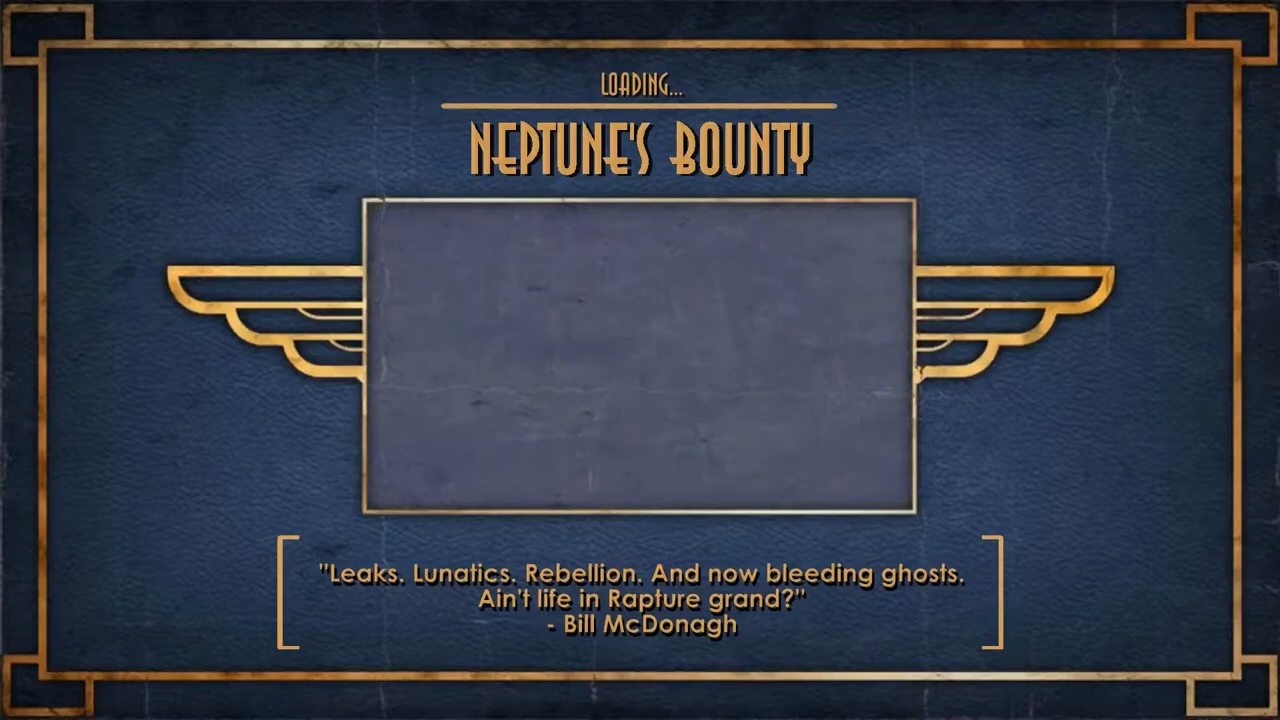 LOADING...
NEPTUNE'S BOUNTY
"Leaks. Lunatics. Rebellion. And now bleeding ghosts.
Ain't life in Rapture grand?"
- Bill McDonagh